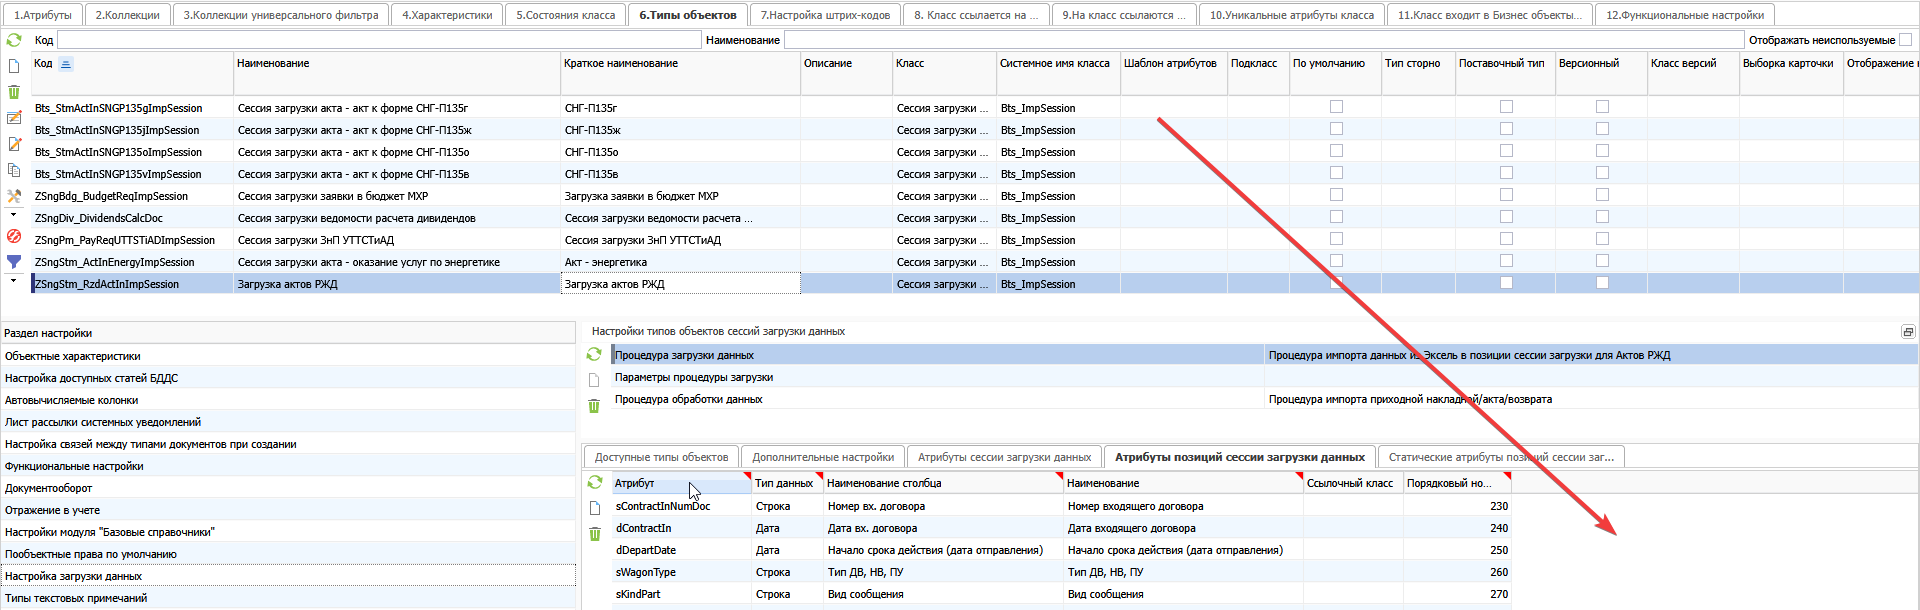 1.Атрибуты 2.Коллекции 3.Коллекции универсального фильтра 4.Характеристики 5.Состояния класса 6.Типы объектов 7.Настройка штрих-кодов 8. Класс ссылается на ... 9.На класс ссылаются ... 10.Уникальные атрибуты класса 11.Класс входит в Бизнес объекты... 12.Функциональные настройки
Код Наименование Отображать неиспользуемые
Код Наименование Краткое наименование Описание Класс Системное имя класса Шаблон атрибутов Подкласс По умолчанию Тип сторно Поставочный тип Версионный Класс версий Выборка карточки Отображение
Bts_StmActInSNGP135gImpSession Сессия загрузки акта - акт к форме СНГ-П135г СНГ-П135г Сессия загрузки ... Bts_ImpSession
Bts_StmActInSNGP135jImpSession Сессия загрузки акта - акт к форме СНГ-П135ж СНГ-П135ж Сессия загрузки ... Bts_ImpSession
Bts_StmActInSNGP135oImpSession Сессия загрузки акта - акт к форме СНГ-П135о СНГ-П135о Сессия загрузки ... Bts_ImpSession
Bts_StmActInSNGP135vImpSession Сессия загрузки акта - акт к форме СНГ-П135в СНГ-П135в Сессия загрузки ... Bts_ImpSession
ZSngBdg_BudgetReqImpSession Сессия загрузки заявки в бюджет МХР Загрузка заявки в бюджет МХР Сессия загрузки ... Bts_ImpSession
ZSngDiv_DividendsCalcDoc Сессия загрузки ведомости расчета дивидендов Сессия загрузки ведомости расчета ... Сессия загрузки ... Bts_ImpSession
ZSngPm_PayReqUTTSTiADImpSession Сессия загрузки ЗнП УТТСТиАД Сессия загрузки ЗнП УТТСТиАД Сессия загрузки ... Bts_ImpSession
ZSngStm_ActInEnergyImpSession Сессия загрузки акта - оказание услуг по энергетике Акт - энергетика Сессия загрузки ... Bts_ImpSession
ZSngStm_RzdActInImpSession Загрузка актов РЖД Загрузка актов РЖД Сессия загрузки ... Bts_ImpSession
Раздел настройки
Объектные характеристики
Настройка доступных статей БДДС
Автовычисляемые колонки
Лист рассылки системных уведомлений
Настройка связей между типами документов при создании
Функциональные настройки
Документооборот
Отражение в учете
Настройки модуля "Базовые справочники"
Пообъектные права по умолчанию
Настройка загрузки данных
Типы текстовых примечаний
Настройки типов объектов сессий загрузки данных
Процедура загрузки данных Процедура импорта данных из Эксель в позиции сессии загрузки для Актов РЖД
Параметры процедуры загрузки
Процедура обработки данных Процедура импорта приходной накладной/акта/возврата
Доступные типы объектов Дополнительные настройки Атрибуты сессии загрузки данных Атрибуты позиций сессии загрузки данных Статические атрибуты позиций сессии заг...
Атрибут Тип данных Наименование столбца Наименование Ссылочный класс Порядковый но...
sContractInNumDoc Строка Номер вх. договора Номер входящего договора 230
dContractIn Дата Дата вх. договора Дата входящего договора 240
dDepartDate Дата Начало срока действия (дата отправления) Начало срока действия (дата отправления) 250
sWagonType Строка Тип ДВ, НВ, ПУ Тип ДВ, НВ, ПУ 260
sKindPart Строка Вид сообщения Вид сообщения 270